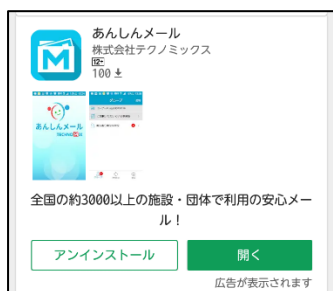 あんしんメール
株式会社テクノミックス
12+
100
あんしんメール
全国の約3000以上の施設・団体で利用の安心メー
ル！
アンインストール
開く
広告が表示されます